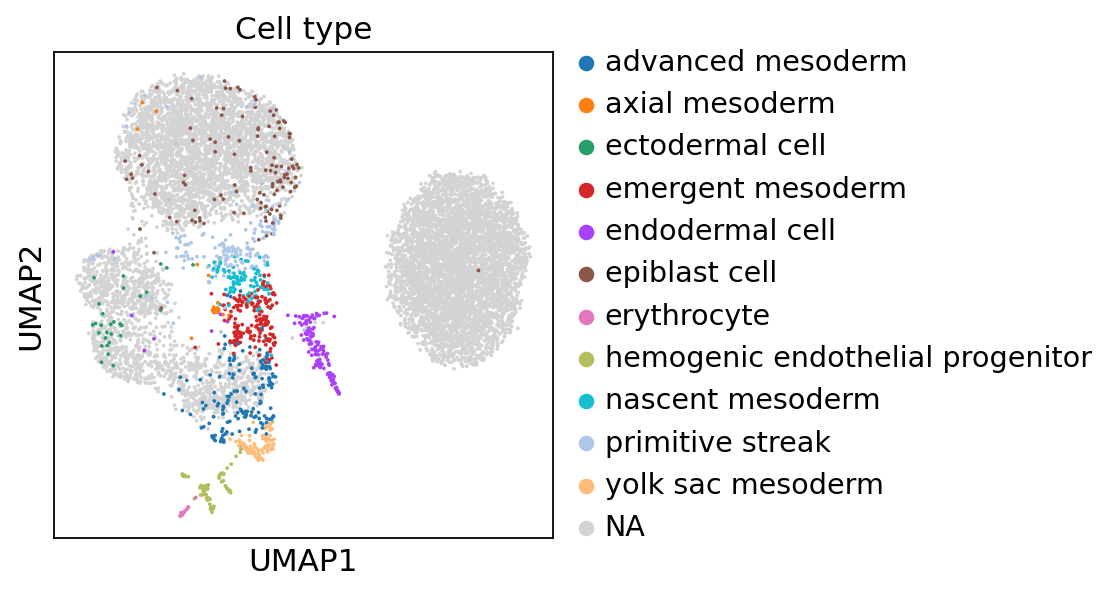 Cell type
UMAP2
UMAP1
advanced mesoderm
axial mesoderm
ectodermal cell
emergent mesoderm
endodermal cell
epiblast cell
erythrocyte
hemogenic endothelial progenitor
nascent mesoderm
primitive streak
yolk sac mesoderm
NA